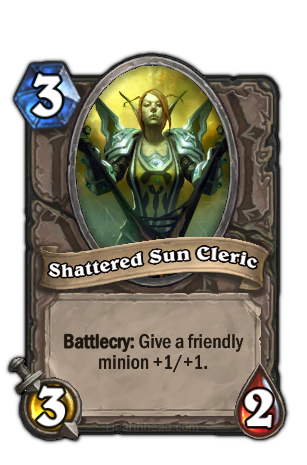 3
Shattered Sun Cleric
Battlecry: Give a friendly
minion +1/+1.
3
2